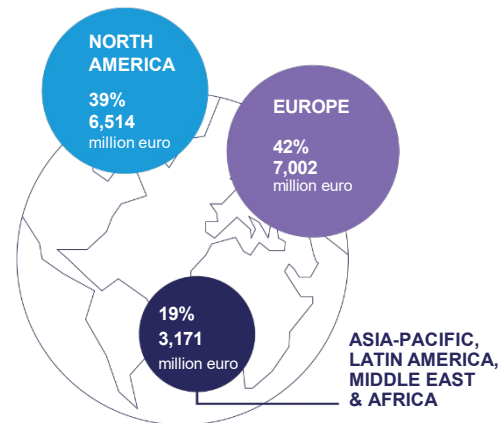 NORTH
AMERICA
39%
6,514
million euro
EUROPE
42%
7,002
million euro
19%
3,171
million euro
ASIA-PACIFIC,
LATIN AMERICA,
MIDDLE EAST
& AFRICA